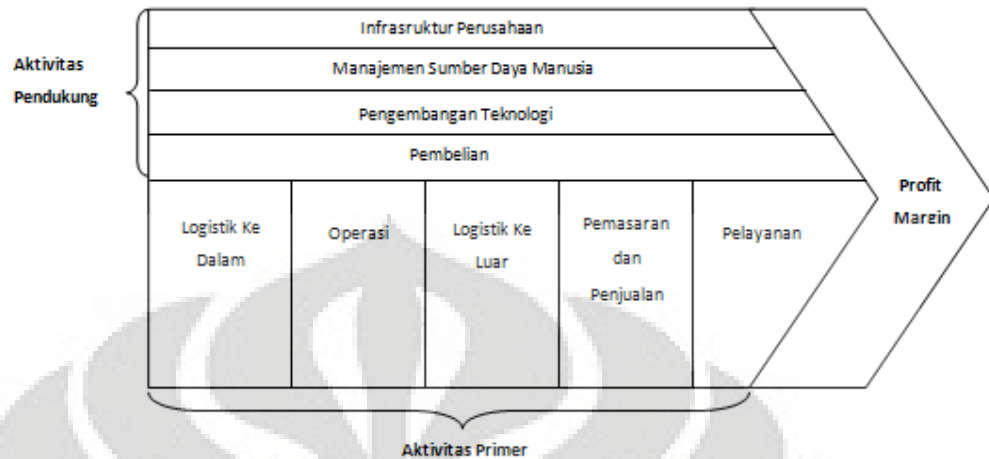 Infrasruktur Perusahaan
Aktivitas
Pendukung
Manajemen Sumber Daya Manusia
Pengembangan Teknologi
Pembelian
Profit
Margin
Logistik Ke
Dalam
Operasi
Logistik Ke
Luar
Pemasaran
dan
Penjualan
Pelayanan
Aktivitas Primer